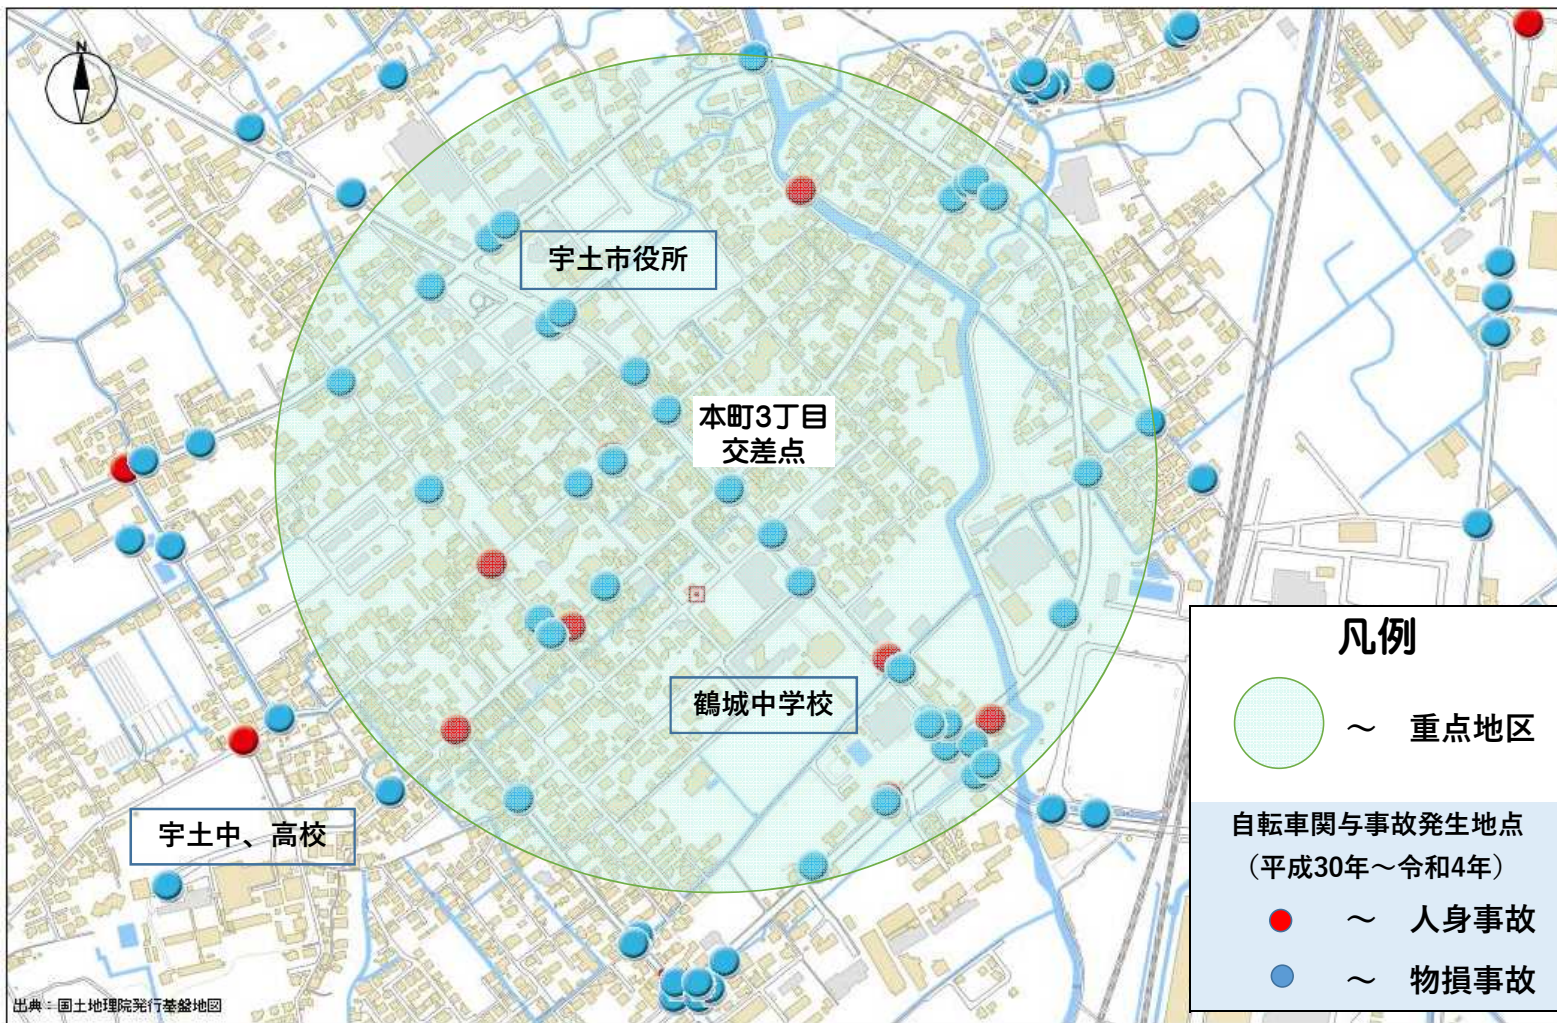 N
宇土市役所
本町3丁目
交差点
鶴城中学校
宇土中、高校
凡例
～ 重点地区
自転車関与事故発生地点
（平成30年～令和4年）
～ 人身事故
～ 物損事故
出典：国土地理院発行基盤地図